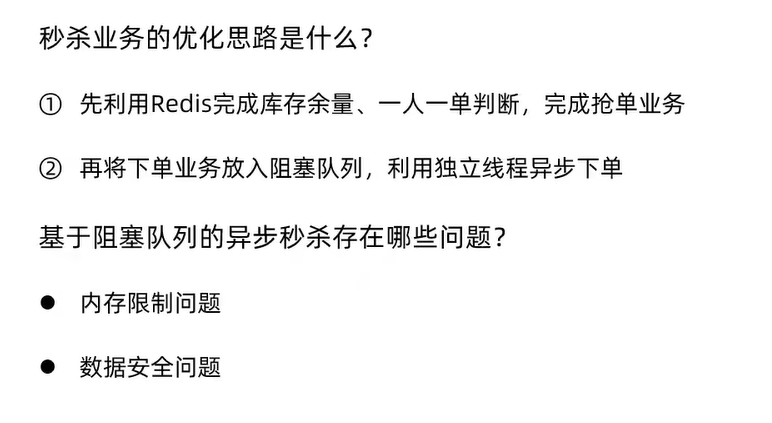 秒杀业务的优化思路是什么？
① 先利用Redis完成库存余量、一人一单判断，完成抢单业务
② 再将下单业务放入阻塞队列，利用独立线程异步下单
基于阻塞队列的异步秒杀存在哪些问题？
● 内存限制问题
● 数据安全问题